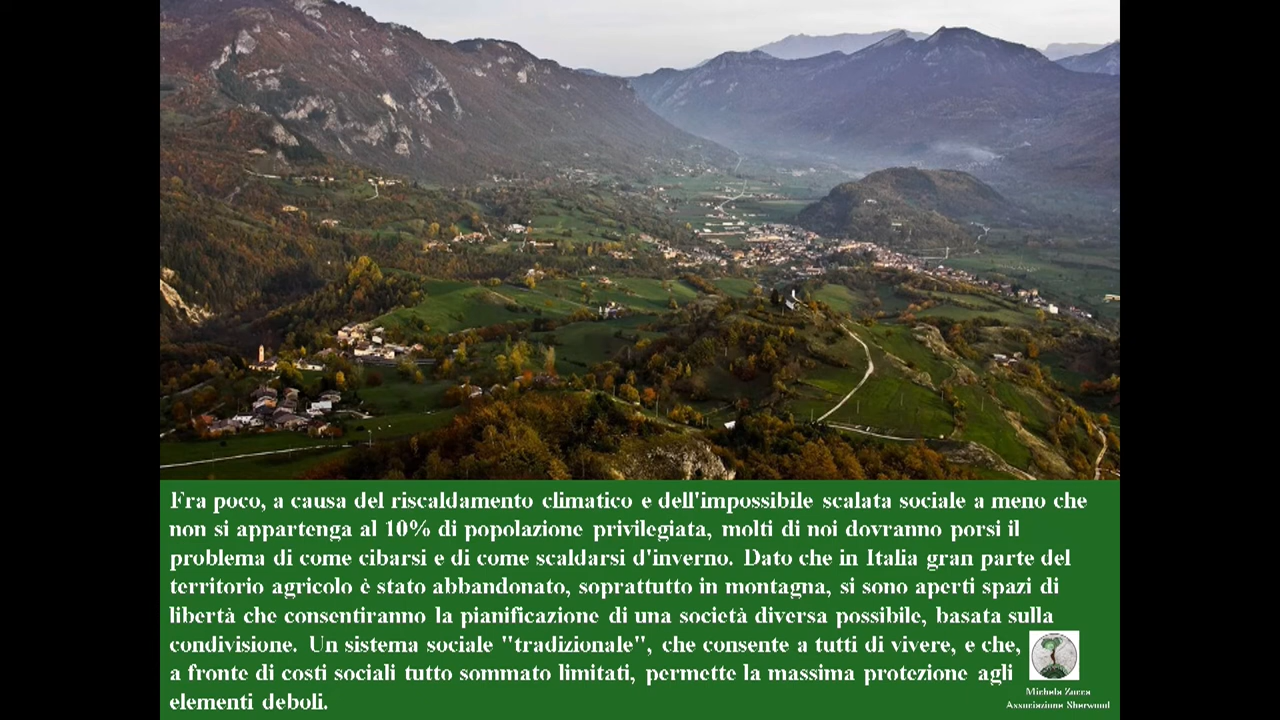 Fra poco, a causa del riscaldamento climatico e dell'impossibile scalata sociale a meno che
non si appartenga al 10% di popolazione privilegiata, molti di noi dovranno porsi il
problema di come cibarsi e di come scaldarsi d'inverno. Dato che in Italia gran parte del
territorio agricolo è stato abbandonato, soprattutto in montagna, si sono aperti spazi di
libertà che consentiranno la pianificazione di una società diversa possibile, basata sulla
condivisione. Un sistema sociale "tradizionale", che consente a tutti di vivere, e che,
a fronte di costi sociali tutto sommato limitati, permette la massima protezione agli
elementi deboli.
Michela Zucca
Associazione Sherwood